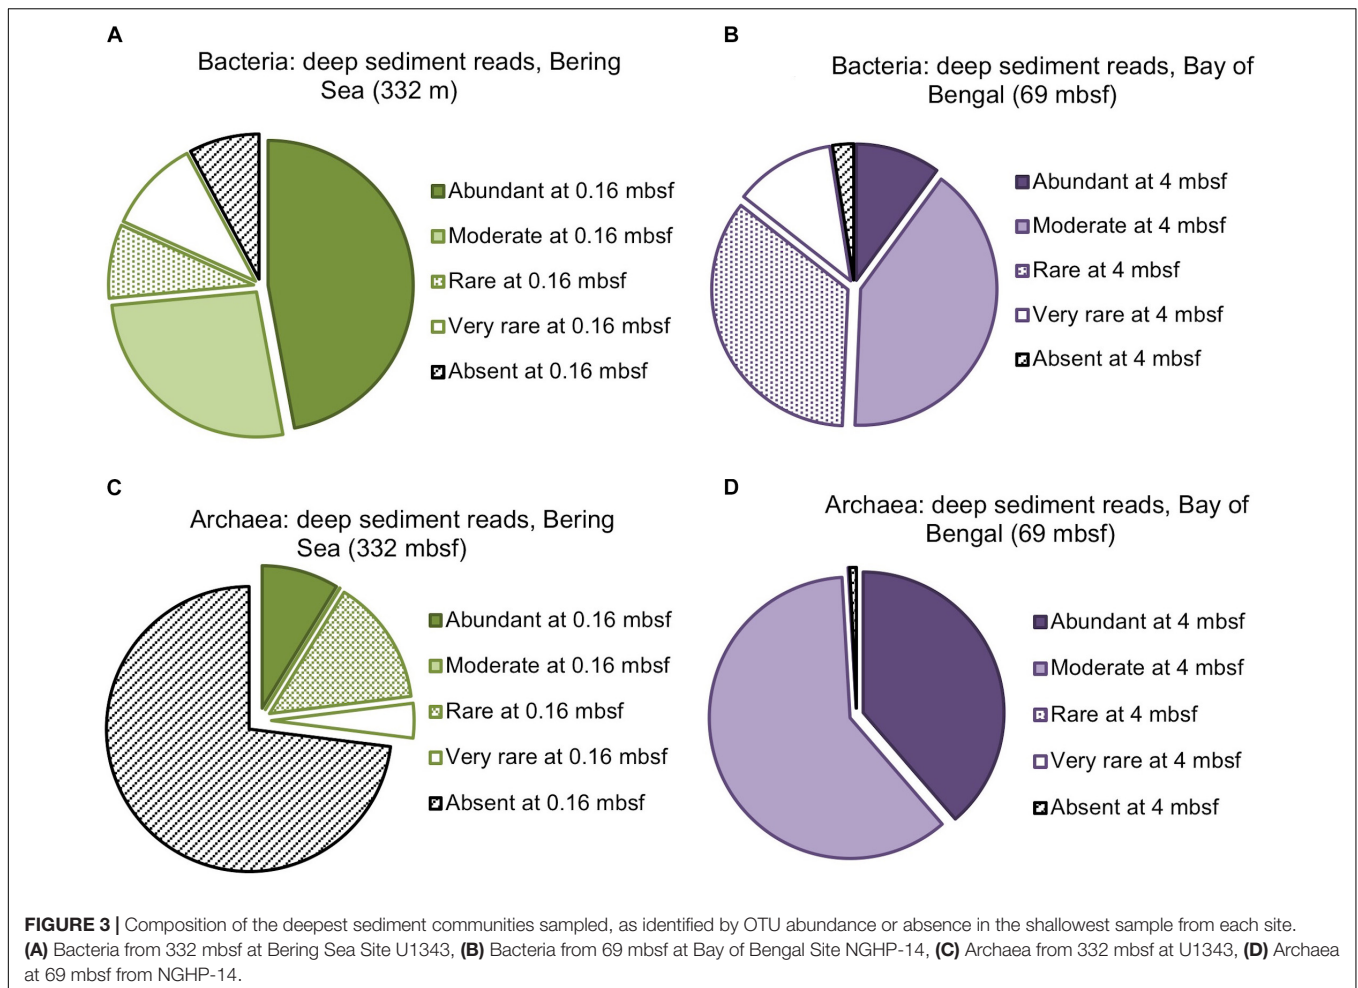 A
Bacteria: deep sediment reads, Bering
Sea (332 m)
Abundant at 0.16 mbsf
Moderate at 0.16 mbsf
Rare at 0.16 mbsf
Very rare at 0.16 mbsf
Absent at 0.16 mbsf
B
Bacteria: deep sediment reads, Bay of
Bengal (69 mbsf)
Abundant at 4 mbsf
Moderate at 4 mbsf
Rare at 4 mbsf
Very rare at 4 mbsf
Absent at 4 mbsf
C
Archaea: deep sediment reads, Bering
Sea (332 mbsf)
Abundant at 0.16 mbsf
Moderate at 0.16 mbsf
Rare at 0.16 mbsf
Very rare at 0.16 mbsf
Absent at 0.16 mbsf
D
Archaea: deep sediment reads, Bay of
Bengal (69 mbsf)
Abundant at 4 mbsf
Moderate at 4 mbsf
Rare at 4 mbsf
Very rare at 4 mbsf
Absent at 4 mbsf
FIGURE 3 | Composition of the deepest sediment communities sampled, as identified by OTU abundance or absence in the shallowest sample from each site.
(A) Bacteria from 332 mbsf at Bering Sea Site U1343, (B) Bacteria from 69 mbsf at Bay of Bengal Site NGHP-14, (C) Archaea from 332 mbsf at U1343, (D) Archaea
at 69 mbsf from NGHP-14.